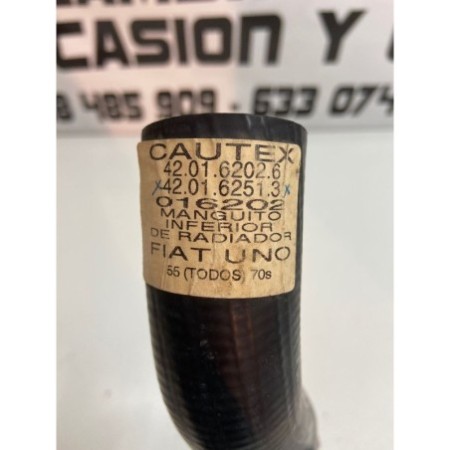 CASION Y
8 485 909 - 633 074
CAUTEX
42.01.6202.6
x42.01.6251.3x
016202
MANGUITO
INFERIOR
DE RADIADOR
FIAT UNO
55 (TODOS) 70s